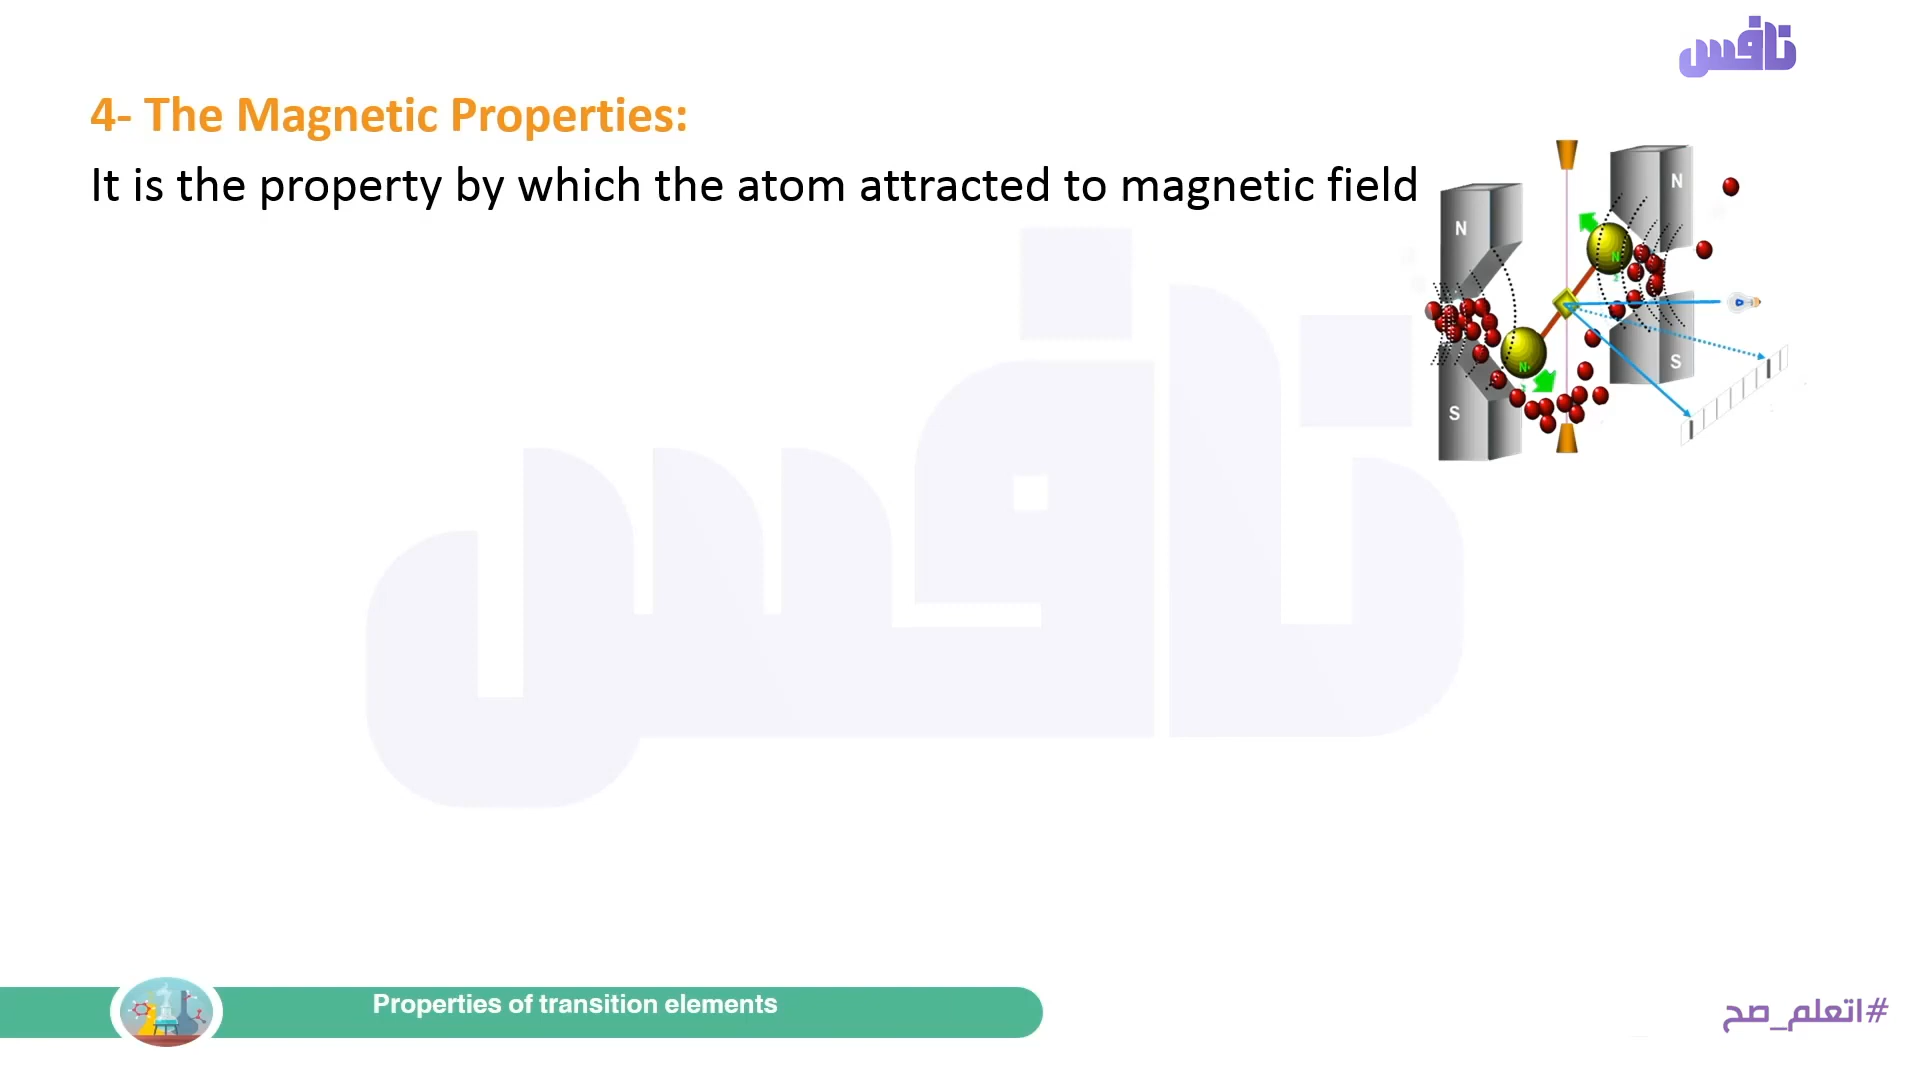 نافس
4- The Magnetic Properties:
It is the property by which the atom attracted to magnetic field
N
N
N
S
N
S
Properties of transition elements
#اتعلم_صح